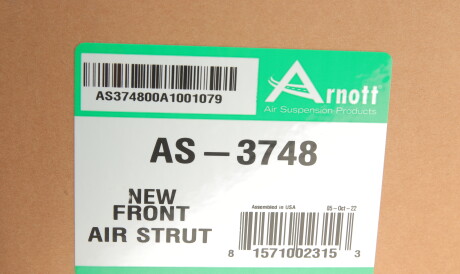 AS374800A1001079
Arnott
Air Suspension Products
AS-3748
NEW
FRONT
AIR STRUT
Assembled in USA
05-Oct-22
8 1571002315 3